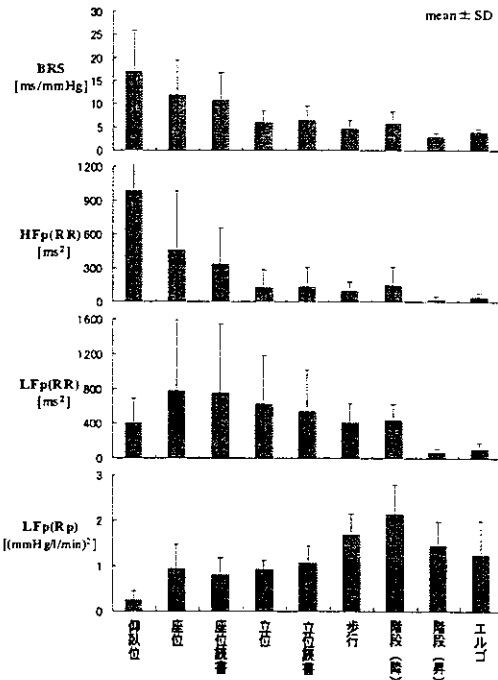 mean ± SD
BRS
[ms/mmHg]
30
25
20
15
10
5
0
HFp(RR)
[ms²]
1200
900
600
300
0
LFp(RR)
[ms²]
1600
1200
800
400
0
LFp(Rp)
[(mmHg/l/min)²]
3
2
1
0
仰臥位
座位
座位読書
立位
立位読書
歩行
階段(降)
階段(昇)
エルゴ